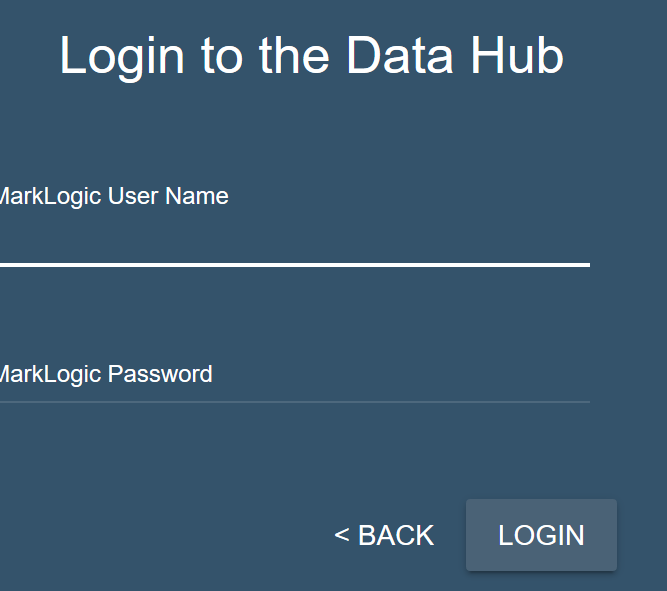 Login to the Data Hub
MarkLogic User Name
MarkLogic Password
< BACK LOGIN